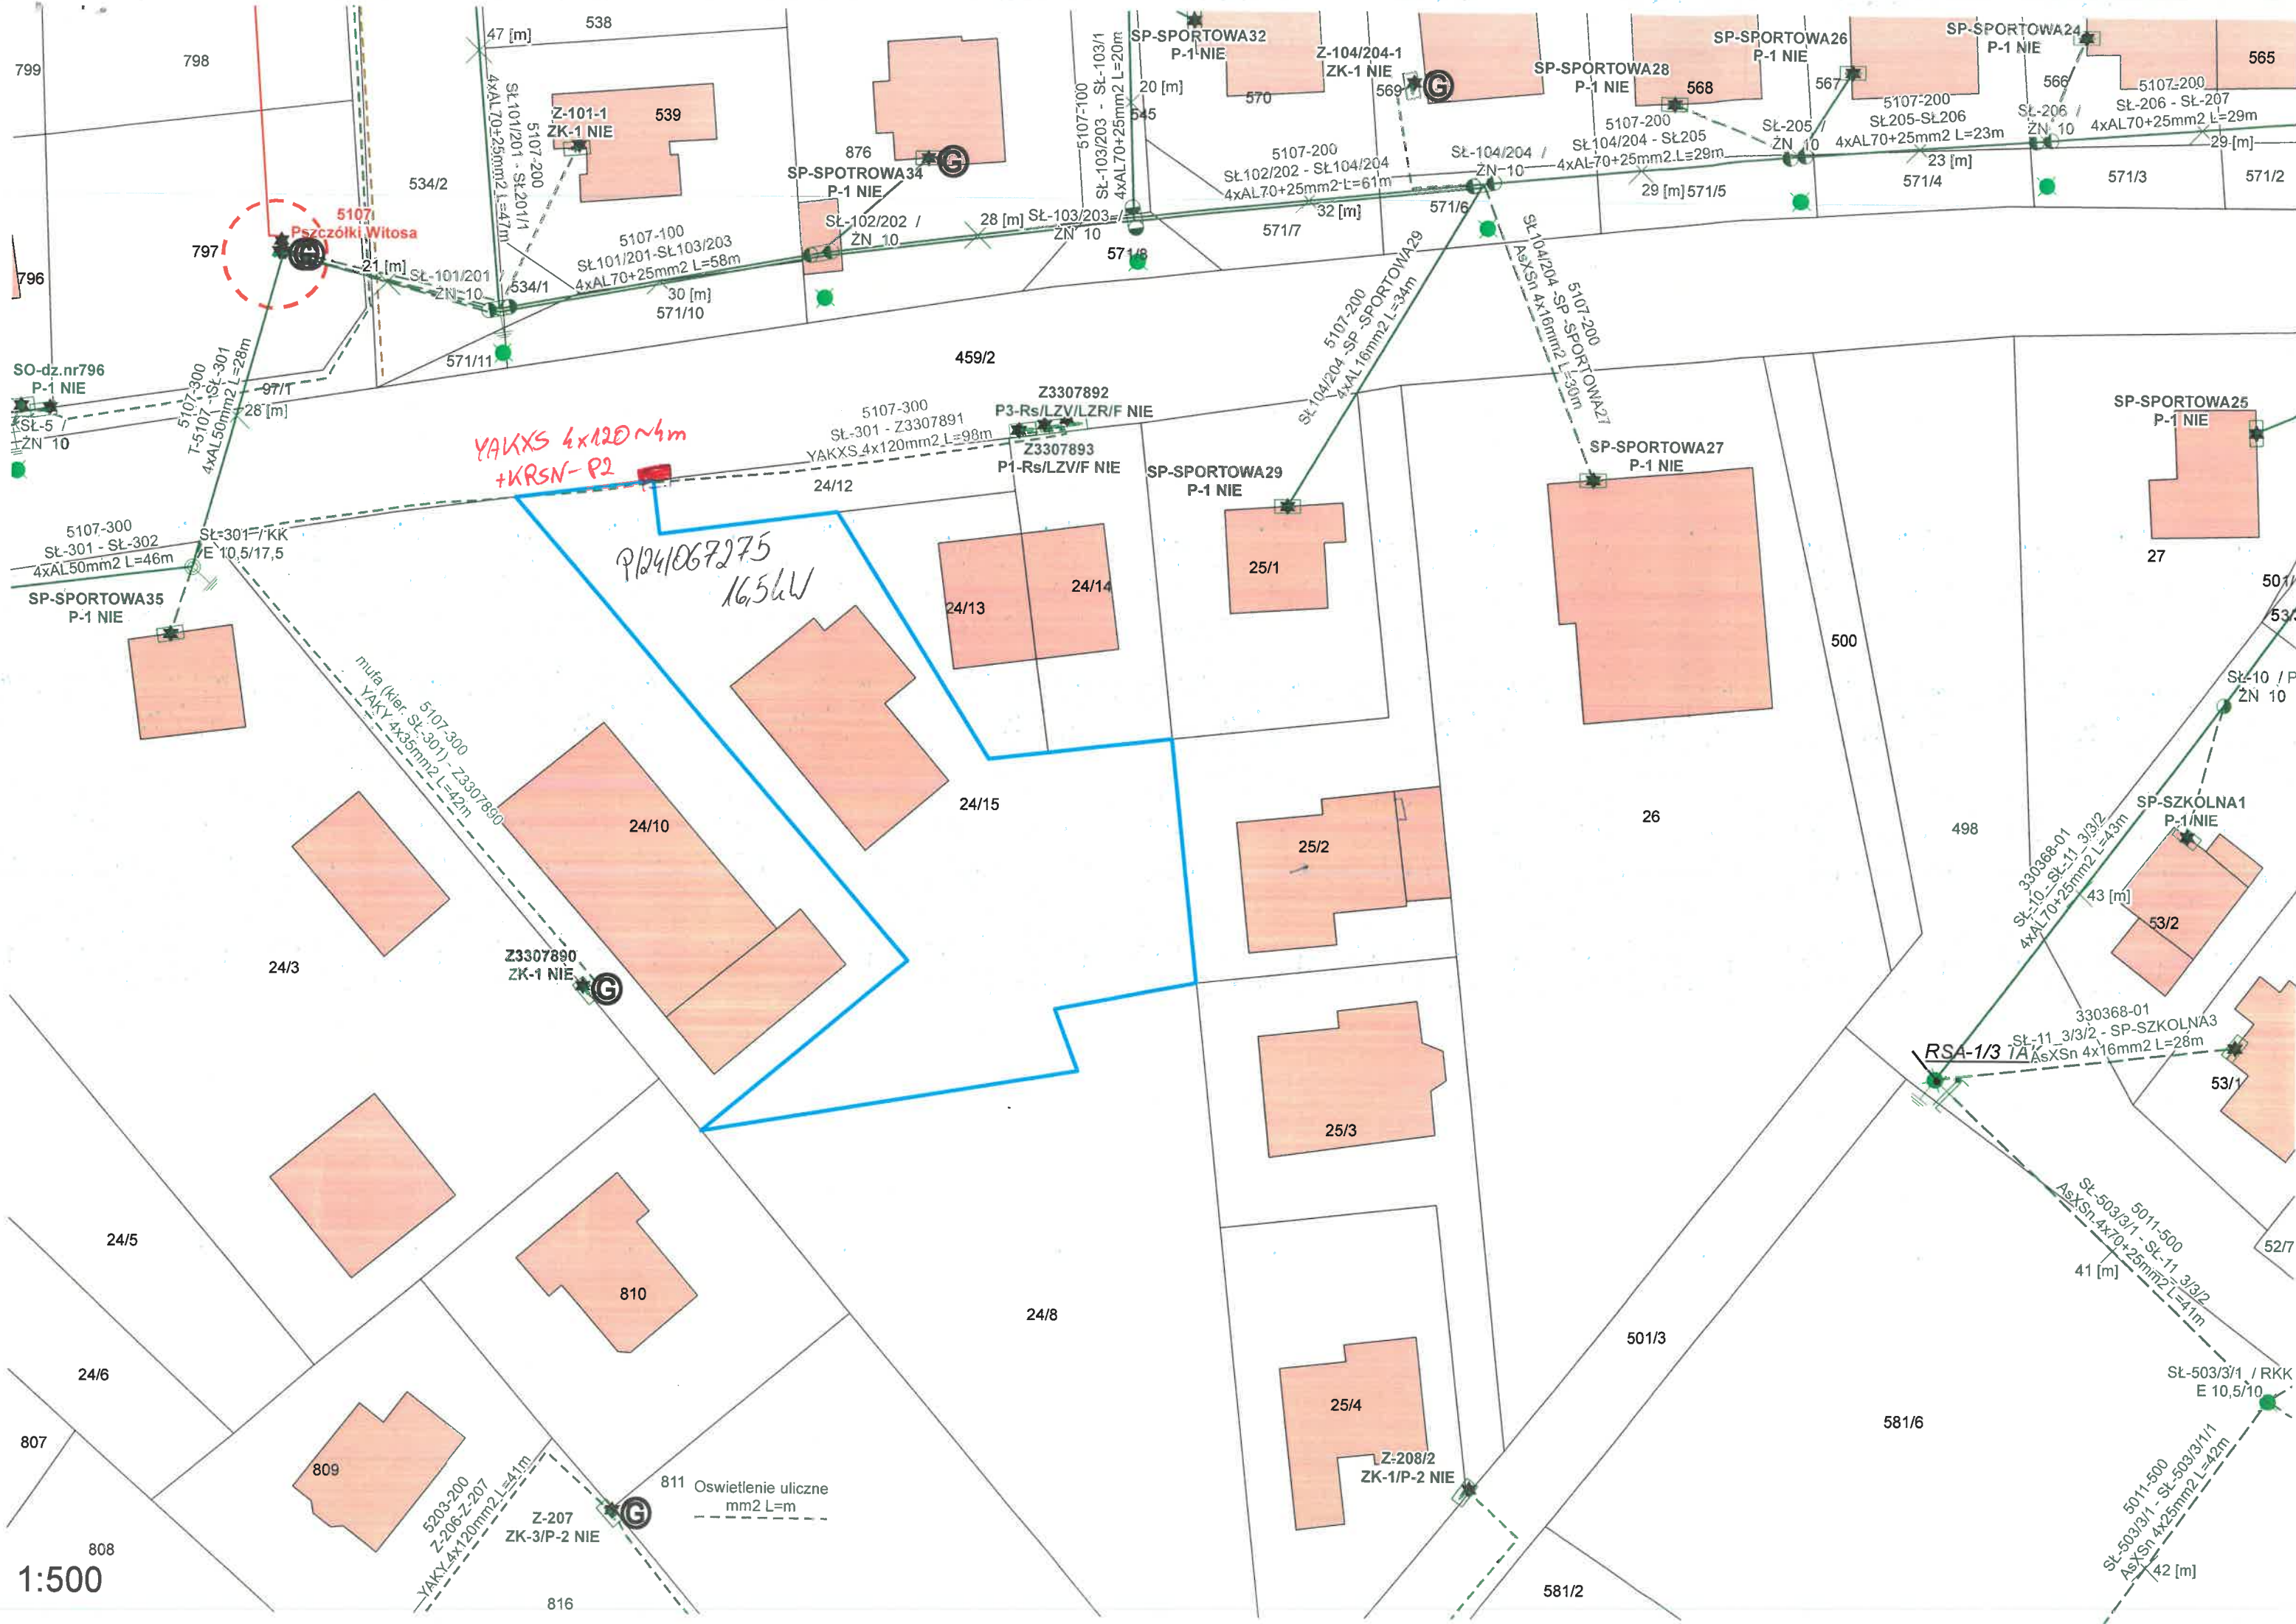 538
47 [m]
799
798
SŁ101/201 - SŁ201/1
4xAL70+25mm2 L=47m
5107-200
Z-101-1
ZK-1 NIE
539
534/2
876
SP-SPOTROWA34
P-1 NIE
5107-100
SŁ-103/203 - SŁ-103/1
4xAL70+25mm2 L=20m
20 [m]
545
SP-SPORTOWA32
P-1 NIE
570
Z-104/204-1
ZK-1 NIE
569
G
SP-SPORTOWA28
P-1 NIE
568
SP-SPORTOWA26
P-1 NIE
567
SP-SPORTOWA24
P-1 NIE
566
565
5107-200
SŁ-206 - SŁ-207
4xAL70+25mm2 L=29m
29 [m]
5107-200
SŁ205-SŁ206
4xAL70+25mm2 L=23m
23 [m]
SŁ-206 /
ŻN 10
SŁ-205 /
ŻN 10
5107-200
SŁ104/204 - SŁ205
4xAL70+25mm2 L=29m
29 [m]
571/5
571/4
571/3
571/2
SŁ-104/204 /
ŻN 10
5107-200
SŁ102/202 - SŁ104/204
4xAL70+25mm2 L=61m
32 [m]
571/6
571/7
571/8
28 [m]
SŁ-103/203 /
ŻN 10
G
SŁ-102/202 /
ŻN 10
5107-100
SŁ101/201-SŁ103/203
4xAL70+25mm2 L=58m
30 [m]
571/10
534/1
SŁ-101/201 /
ŻN 10
21 [m]
5107
Pszczółki Witosa
797
G
796
571/11
459/2
SO-dz.nr796
P-1 NIE
SŁ-5 /
ŻN 10
5107-300
T-5107 - SŁ-301
4xAL50mm2 L=28m
97/1
28 [m]
YAKXS 4x120 ~4m
+KRSN-P2
5107-300
SŁ-301 - Z3307891
YAKXS 4x120mm2 L=98m
Z3307892
P3-Rs/LZV/LZR/F NIE
Z3307893
P1-Rs/LZV/F NIE
24/12
5107-200
SŁ104/204 -SP -SPORTOWA29
4xAL16mm2 L=34m
5107-200
SŁ104/204 -SP -SPORTOWA27
AsXSn 4x16mm2 L=30m
SP-SPORTOWA29
P-1 NIE
SP-SPORTOWA27
P-1 NIE
SP-SPORTOWA25
P-1 NIE
5107-300
SŁ-301 - SŁ-302
4xAL50mm2 L=46m
SŁ-301 / KK
E 10,5/17,5
SP-SPORTOWA35
P-1 NIE
P/24/067275
16,5kW
24/13
24/14
25/1
27
501/
53/
500
SŁ-10 / P
ŻN 10
5107-300
mufa (kier. SŁ-301) - Z3307890
YAKY 4x35mm2 L=42m
24/10
24/15
25/2
26
498
SP-SZKOLNA1
P-1/NIE
330368-01
SŁ-10 - SŁ-11_3/3/2
4xAL70+25mm2 L=43m
43 [m]
53/2
24/3
Z3307890
ZK-1 NIE
G
330368-01
SŁ-11_3/3/2 - SP-SZKOLNA3
AsXSn 4x16mm2 L=28m
RSA-1/3
53/1
25/3
5011-500
SŁ-503/3/1 - SŁ-11_3/3/2
AsXSn 4x70+25mm2 L=41m
41 [m]
52/7
24/5
810
24/8
501/3
24/6
SŁ-503/3/1 / RKK
E 10,5/10
25/4
581/6
807
809
Z-208/2
ZK-1/P-2 NIE
5203-200
Z-206-Z-207
YAKY 4x120mm2 L=41m
811
Oswietlenie uliczne
mm2 L=m
Z-207
ZK-3/P-2 NIE
G
5011-500
SŁ-503/3/1 - SŁ-503/3/1/1
AsXSn 4x25mm2 L=42m
42 [m]
808
1:500
816
581/2